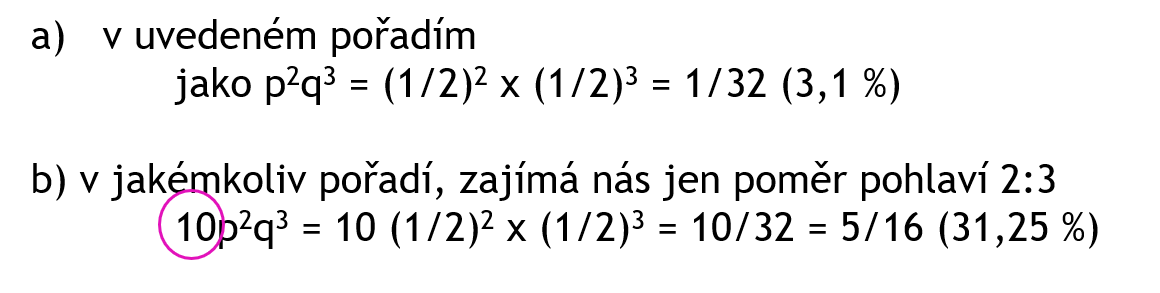 a) v uvedeném pořadím
jako p²q³ = (1/2)² x (1/2)³ = 1/32 (3,1 %)
b) v jakémkoliv pořadí, zajímá nás jen poměr pohlaví 2:3
10p²q³ = 10 (1/2)² x (1/2)³ = 10/32 = 5/16 (31,25 %)